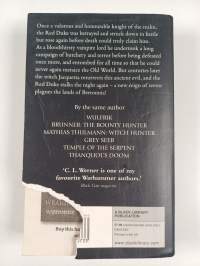 Once a valorous and honourable knight of the realm, the
Red Duke was betrayed and struck down in battle
but rose again before death could truly claim him.
As a bloodthirsty vampire lord he undertook a long
campaign of butchery and terror before being defeated
once more, and entombed for all time so that he could
never again menace the Old World. But centuries later
the witch Jacquetta resurrects this ancient evil, and the
Red Duke stalks the night again – a new reign of terror
plagues the lands of Bretonnia!
By the same author
WULFRIK
BRUNNER: THE BOUNTY HUNTER
MATHIAS THULMANN: WITCH HUNTER
GREY SEER
TEMPLE OF THE SERPENT
THANQUOL'S DOOM
'C. L. Werner is one of my
favourite Warhammer authors.'
WARHAMMER
Buy this
A BLACK LIBRARY
PUBLICATION
www.blacklibrary.com